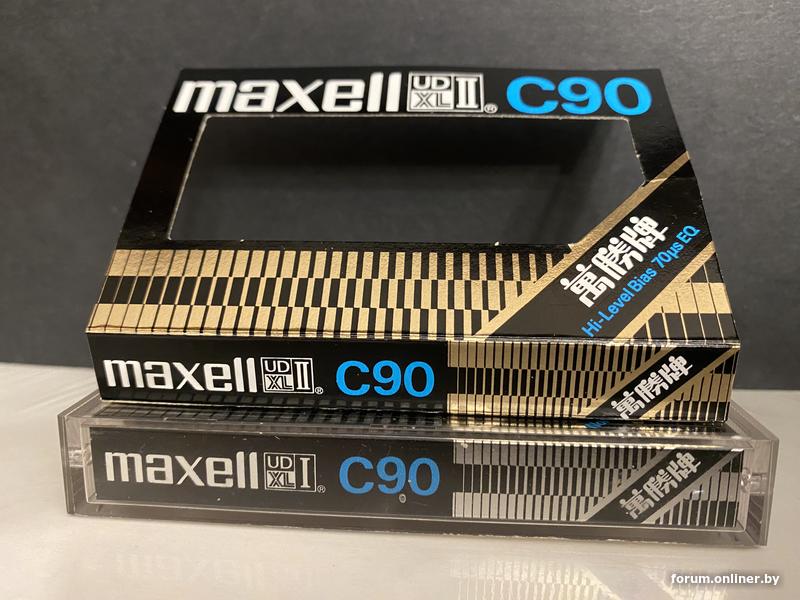 maxell UD XL II ® C90
萬勝牌
Hi-Level Bias 70μs EQ
maxell UD XL II ® C90
萬勝牌
maxell UD XL I ® C90
萬勝牌
forum.onliner.by